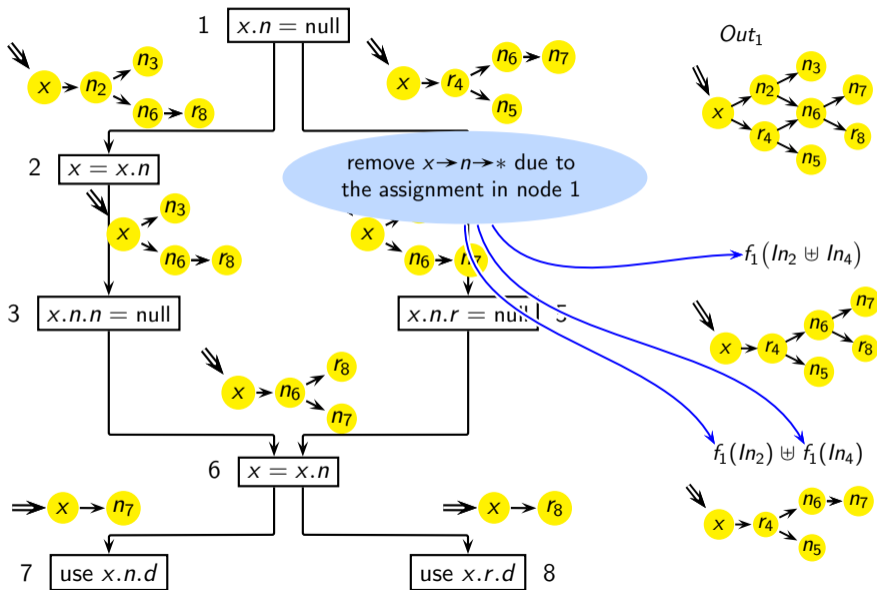 1 x.n = null
Out₁
n₃
x n₂
n₆ r₈
n₆ n₇
x r₄
n₅
n₃
n₂ n₇
x n₆
r₄ r₈
n₅
2 x = x.n
remove x→n→* due to
the assignment in node 1
n₃
x
n₆ r₈
x
n₆ n₇
f₁(In₂ ⊎ In₄)
3 x.n.n = null
x.n.r = null 5
n₇
n₆
x r₄ r₈
n₅
r₈
x n₆
n₇
f₁(In₂) ⊎ f₁(In₄)
6 x = x.n
x n₇
x r₈
n₆ n₇
x r₄
n₅
7 use x.n.d
use x.r.d 8